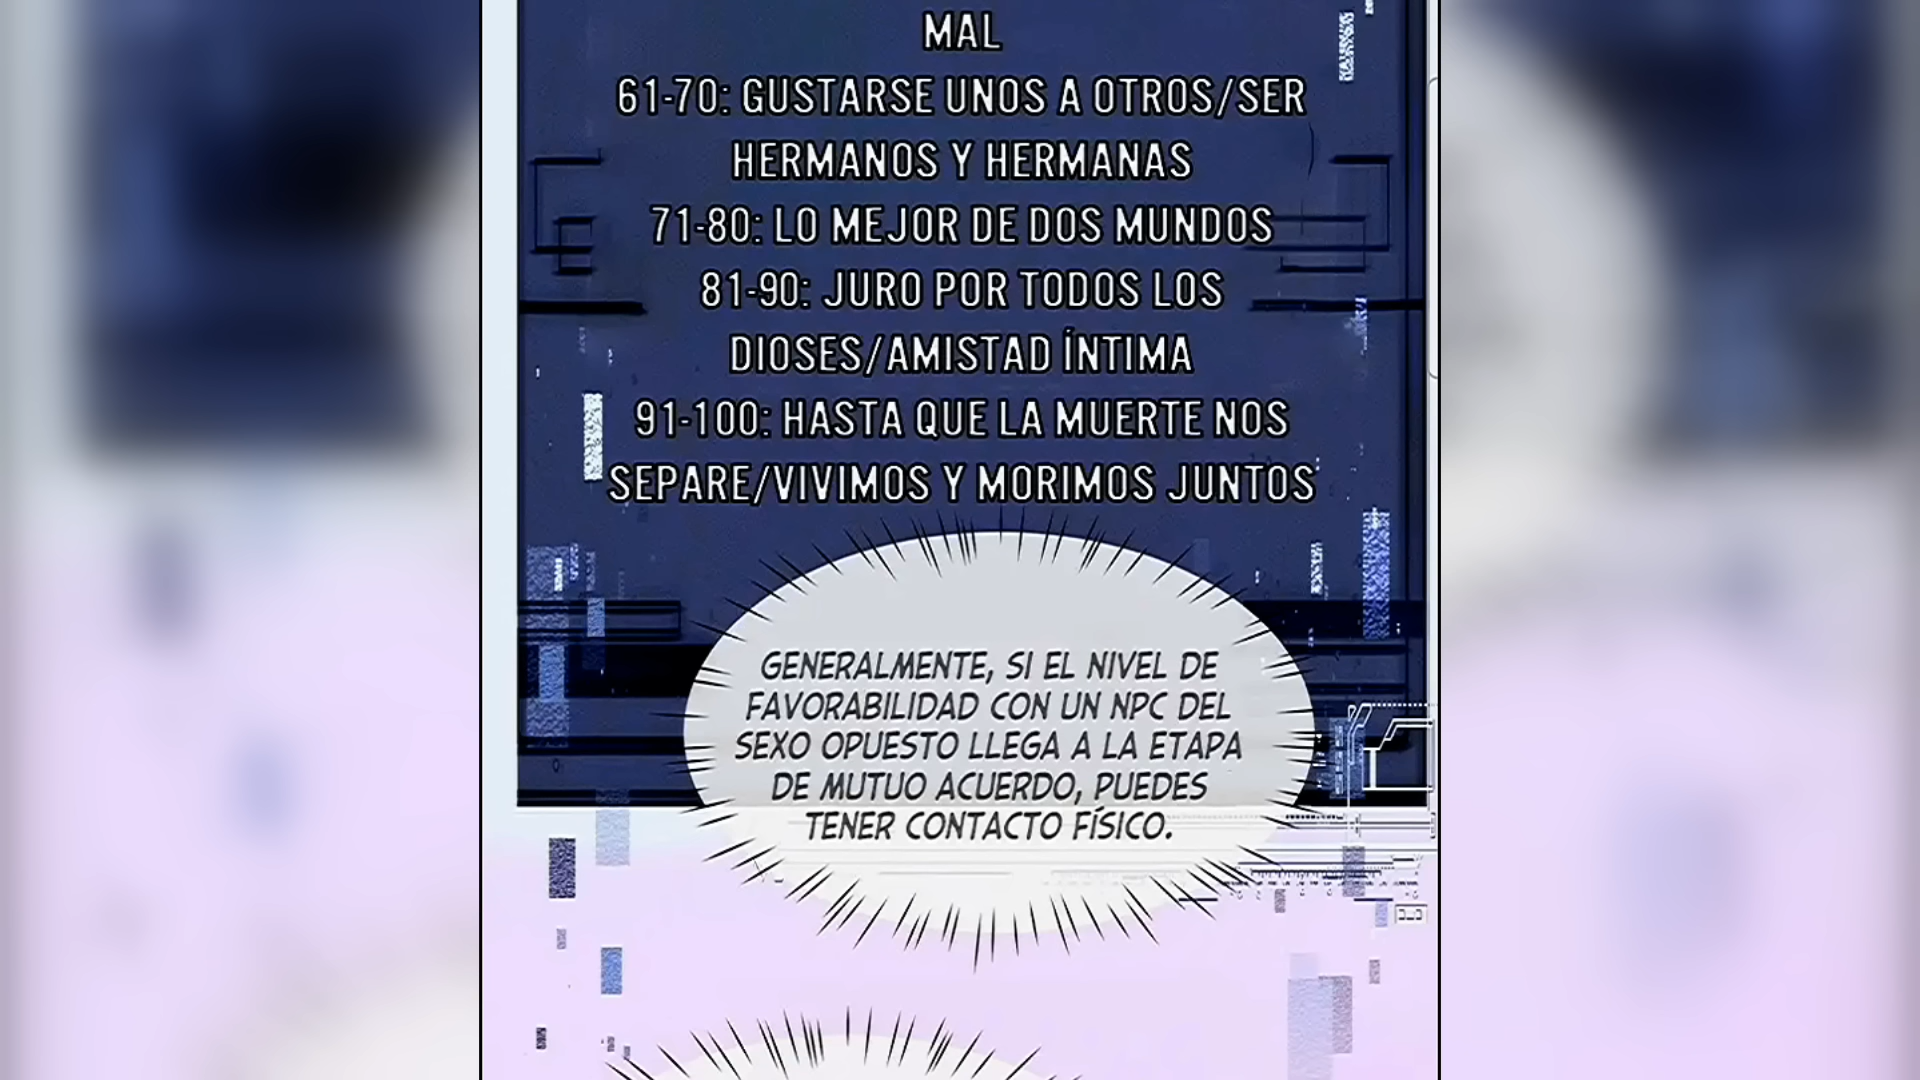 MAL
61-70: GUSTARSE UNOS A OTROS/SER
HERMANOS Y HERMANAS
71-80: LO MEJOR DE DOS MUNDOS
81-90: JURO POR TODOS LOS
DIOSES/AMISTAD ÍNTIMA
91-100: HASTA QUE LA MUERTE NOS
SEPARE/VIVIMOS Y MORIMOS JUNTOS
GENERALMENTE, SI EL NIVEL DE
FAVORABILIDAD CON UN NPC DEL
SEXO OPUESTO LLEGA A LA ETAPA
DE MUTUO ACUERDO, PUEDES
TENER CONTACTO FÍSICO.